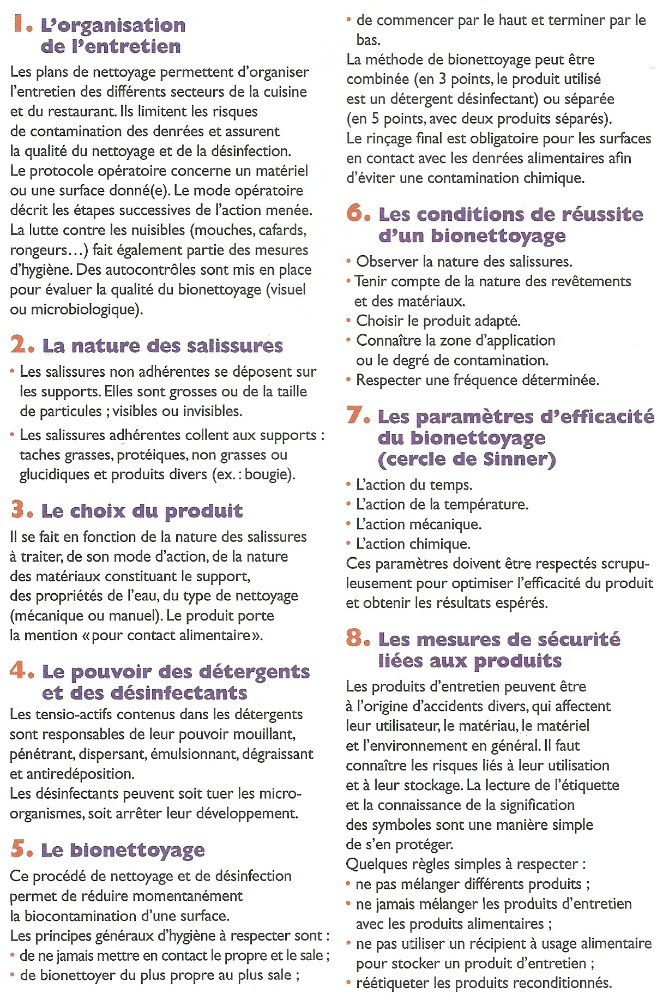 1. L'organisation
de l'entretien
Les plans de nettoyage permettent d'organiser
l'entretien des différents secteurs de la cuisine
et du restaurant. Ils limitent les risques
de contamination des denrées et assurent
la qualité du nettoyage et de la désinfection.
Le protocole opératoire concerne un matériel
ou une surface donné(e). Le mode opératoire
décrit les étapes successives de l'action menée.
La lutte contre les nuisibles (mouches, cafards,
rongeurs...) fait également partie des mesures
d'hygiène. Des autocontrôles sont mis en place
pour évaluer la qualité du bionettoyage (visuel
ou microbiologique).
2. La nature des salissures
• Les salissures non adhérentes se déposent sur
les supports. Elles sont grosses ou de la taille
de particules ; visibles ou invisibles.
• Les salissures adhérentes collent aux supports :
taches grasses, protéiques, non grasses ou
glucidiques et produits divers (ex. : bougie).
3. Le choix du produit
Il se fait en fonction de la nature des salissures
à traiter, de son mode d'action, de la nature
des matériaux constituant le support,
des propriétés de l'eau, du type de nettoyage
(mécanique ou manuel). Le produit porte
la mention «pour contact alimentaire».
4. Le pouvoir des détergents
et des désinfectants
Les tensio-actifs contenus dans les détergents
sont responsables de leur pouvoir mouillant,
pénétrant, dispersant, émulsionnant, dégraissant
et antiredéposition.
Les désinfectants peuvent soit tuer les micro-
organismes, soit arrêter leur développement.
5. Le bionettoyage
Ce procédé de nettoyage et de désinfection
permet de réduire momentanément
la biocontamination d'une surface.
Les principes généraux d'hygiène à respecter sont :
• de ne jamais mettre en contact le propre et le sale ;
• de bionettoyer du plus propre au plus sale ;
• de commencer par le haut et terminer par le
bas.
La méthode de bionettoyage peut être
combinée (en 3 points, le produit utilisé
est un détergent désinfectant) ou séparée
(en 5 points, avec deux produits séparés).
Le rinçage final est obligatoire pour les surfaces
en contact avec les denrées alimentaires afin
d'éviter une contamination chimique.
6. Les conditions de réussite
d'un bionettoyage
• Observer la nature des salissures.
• Tenir compte de la nature des revêtements
et des matériaux.
• Choisir le produit adapté.
• Connaître la zone d'application
ou le degré de contamination.
• Respecter une fréquence déterminée.
7. Les paramètres d'efficacité
du bionettoyage
(cercle de Sinner)
• L'action du temps.
• L'action de la température.
• L'action mécanique.
• L'action chimique.
Ces paramètres doivent être respectés scrupu-
leusement pour optimiser l'efficacité du produit
et obtenir les résultats espérés.
8. Les mesures de sécurité
liées aux produits
Les produits d'entretien peuvent être
à l'origine d'accidents divers, qui affectent
leur utilisateur, le matériau, le matériel
et l'environnement en général. Il faut
connaître les risques liés à leur utilisation
et à leur stockage. La lecture de l'étiquette
et la connaissance de la signification
des symboles sont une manière simple
de s'en protéger.
Quelques règles simples à respecter :
• ne pas mélanger différents produits ;
• ne jamais mélanger les produits d'entretien
avec les produits alimentaires ;
• ne pas utiliser un récipient à usage alimentaire
pour stocker un produit d'entretien ;
• réétiqueter les produits reconditionnés.